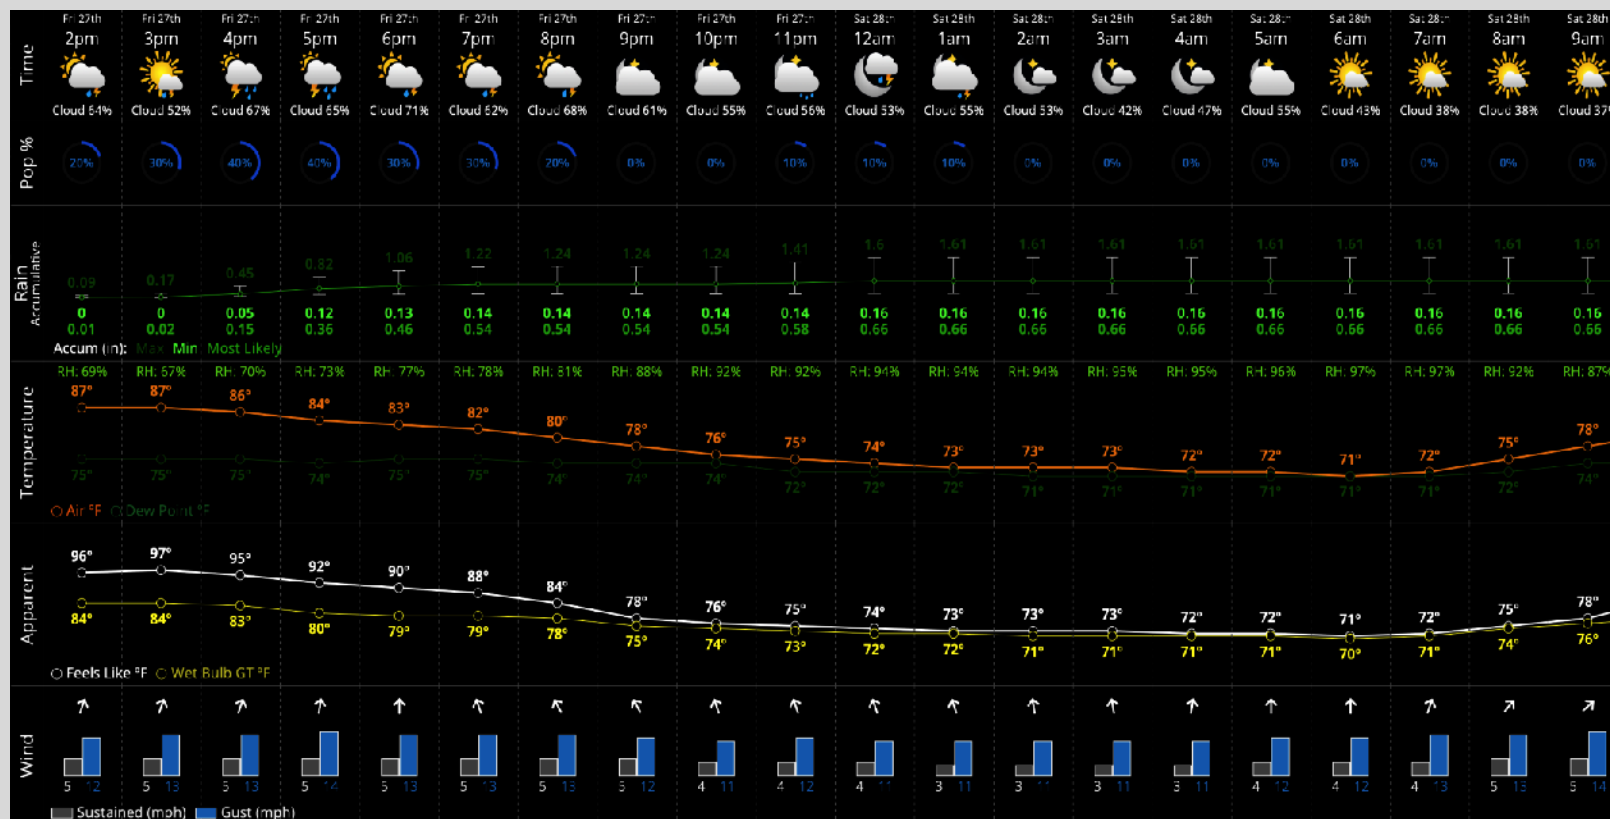 Fri 27th Fri 27th Fri 27th Fri 27th Fri 27th Fri 27th Fri 27th Fri 27th Fri 27th Fri 27th Sat 28th Sat 28th Sat 28th Sat 28th Sat 28th Sat 28th Sat 28th Sat 28th Sat 28th Sat 28th
Time 2pm 3pm 4pm 5pm 6pm 7pm 8pm 9pm 10pm 11pm 12am 1am 2am 3am 4am 5am 6am 7am 8am 9am
Cloud 64% Cloud 52% Cloud 67% Cloud 65% Cloud 71% Cloud 62% Cloud 68% Cloud 61% Cloud 55% Cloud 56% Cloud 53% Cloud 55% Cloud 53% Cloud 42% Cloud 47% Cloud 55% Cloud 43% Cloud 38% Cloud 38% Cloud 37
Pop % 20% 30% 40% 40% 30% 30% 20% 0% 0% 10% 10% 10% 0% 0% 0% 0% 0% 0% 0% 0%
Rain
Accumulative
0.09 0.17 0.45 0.82 1.06 1.22 1.24 1.24 1.24 1.41 1.6 1.61 1.61 1.61 1.61 1.61 1.61 1.61 1.61 1.61
0 0 0.05 0.12 0.13 0.14 0.14 0.14 0.14 0.14 0.16 0.16 0.16 0.16 0.16 0.16 0.16 0.16 0.16 0.16
0.01 0.02 0.15 0.36 0.46 0.54 0.54 0.54 0.54 0.58 0.66 0.66 0.66 0.66 0.66 0.66 0.66 0.66 0.66 0.66
Accum (in): Max Min Most Likely
Temperature
RH: 69% RH: 67% RH: 70% RH: 73% RH: 77% RH: 78% RH: 81% RH: 88% RH: 92% RH: 92% RH: 94% RH: 94% RH: 94% RH: 95% RH: 95% RH: 96% RH: 97% RH: 97% RH: 92% RH: 87%
87° 87° 86° 84° 83° 82° 80° 78° 76° 75° 74° 73° 73° 73° 72° 72° 71° 72° 75° 78°
75° 75° 75° 74° 75° 75° 74° 74° 74° 72° 72° 72° 71° 71° 71° 71° 71° 71° 72° 74°
Air °F Dew Point °F
Apparent
96° 97° 95° 92° 90° 88° 84° 78° 76° 75° 74° 73° 73° 73° 72° 72° 71° 72° 75° 78°
84° 84° 83° 80° 79° 79° 78° 75° 74° 73° 72° 72° 71° 71° 71° 71° 70° 71° 74° 76°
Feels Like °F Wet Bulb GT °F
Wind
5 12 5 13 5 13 5 14 5 13 5 13 5 13 5 12 4 11 4 12 4 11 3 11 3 11 3 11 3 11 4 12 4 12 4 13 5 13 5 14
Sustained (mph) Gust (mph)